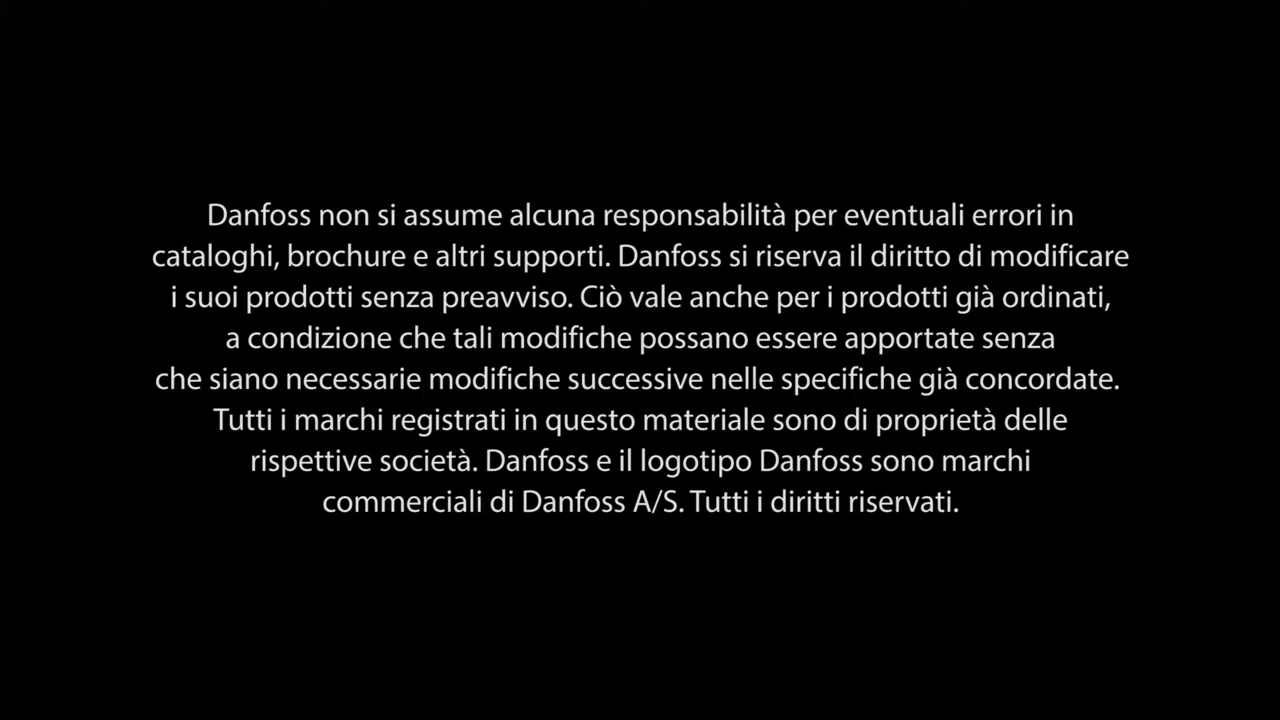 Danfoss non si assume alcuna responsabilità per eventuali errori in
cataloghi, brochure e altri supporti. Danfoss si riserva il diritto di modificare
i suoi prodotti senza preavviso. Ciò vale anche per i prodotti già ordinati,
a condizione che tali modifiche possano essere apportate senza
che siano necessarie modifiche successive nelle specifiche già concordate.
Tutti i marchi registrati in questo materiale sono di proprietà delle
rispettive società. Danfoss e il logotipo Danfoss sono marchi
commerciali di Danfoss A/S. Tutti i diritti riservati.